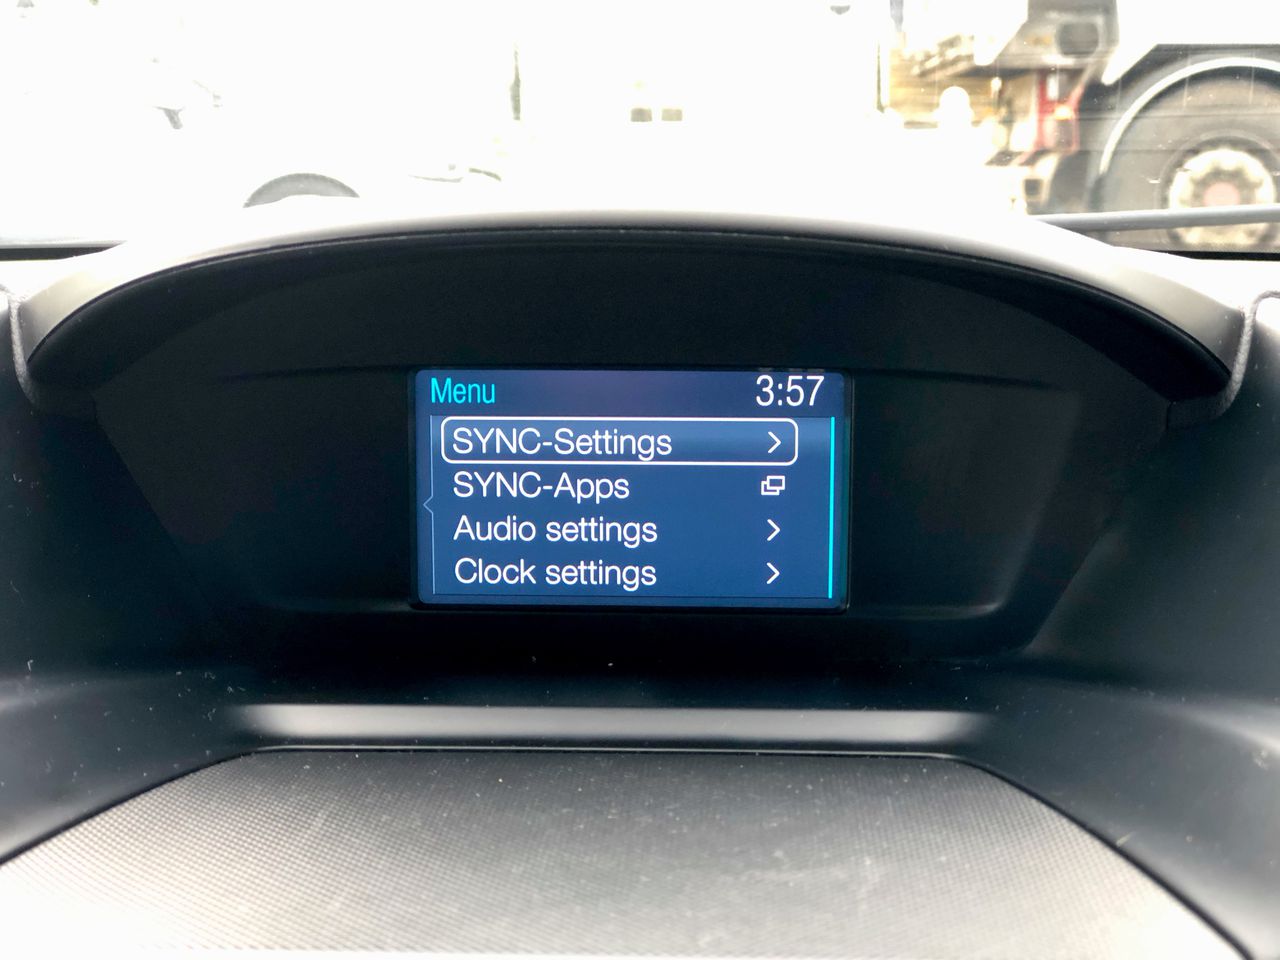 Menu 3:57
SYNC-Settings
SYNC-Apps
Audio settings
Clock settings